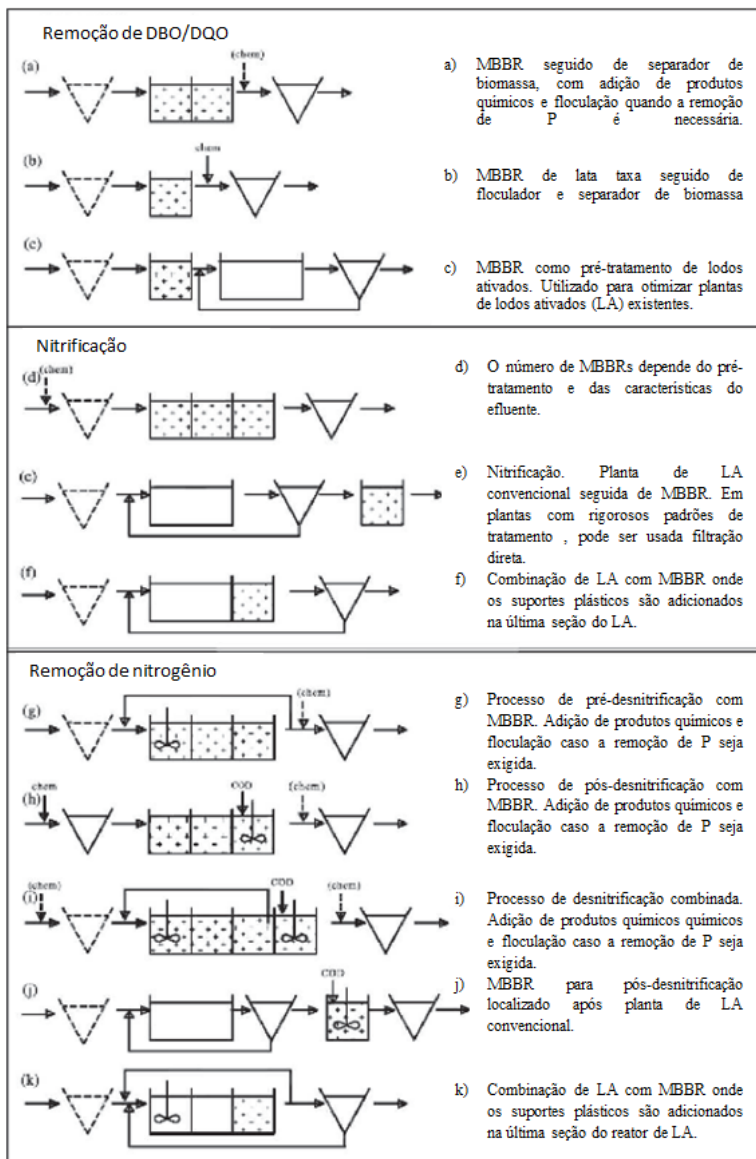 Remoção de DBO/DQO
(a)
(chem)
a) MBBR seguido de separador de
biomassa, com adição de produtos
químicos e floculação quando a remoção
de P é necessária.
(b)
chem
b) MBBR de lata taxa seguido de
floculador e separador de biomassa
(c)
c) MBBR como pré-tratamento de lodos
ativados. Utilizado para otimizar plantas
de lodos ativados (LA) existentes.
Nitrificação
(d)
(chem)
d) O número de MBBRs depende do pré-
tratamento e das características do
efluente.
(e)
e) Nitrificação. Planta de LA
convencional seguida de MBBR. Em
plantas com rigorosos padrões de
tratamento , pode ser usada filtração
direta.
(f)
f) Combinação de LA com MBBR onde
os suportes plásticos são adicionados
na última seção do LA.
Remoção de nitrogênio
(g)
(chem)
g) Processo de pré-desnitrificação com
MBBR. Adição de produtos químicos e
floculação caso a remoção de P seja
exigida.
chem
(h)
COD
(chem)
h) Processo de pós-desnitrificação com
MBBR. Adição de produtos químicos e
floculação caso a remoção de P seja
exigida.
(chem)
(i)
COD
(chem)
i) Processo de desnitrificação combinada.
Adição de produtos químicos químicos
e floculação caso a remoção de P seja
exigida.
(j)
COD
j) MBBR para pós-desnitrificação
localizado após planta de LA
convencional.
(k)
k) Combinação de LA com MBBR onde
os suportes plásticos são adicionados
na última seção do reator de LA.